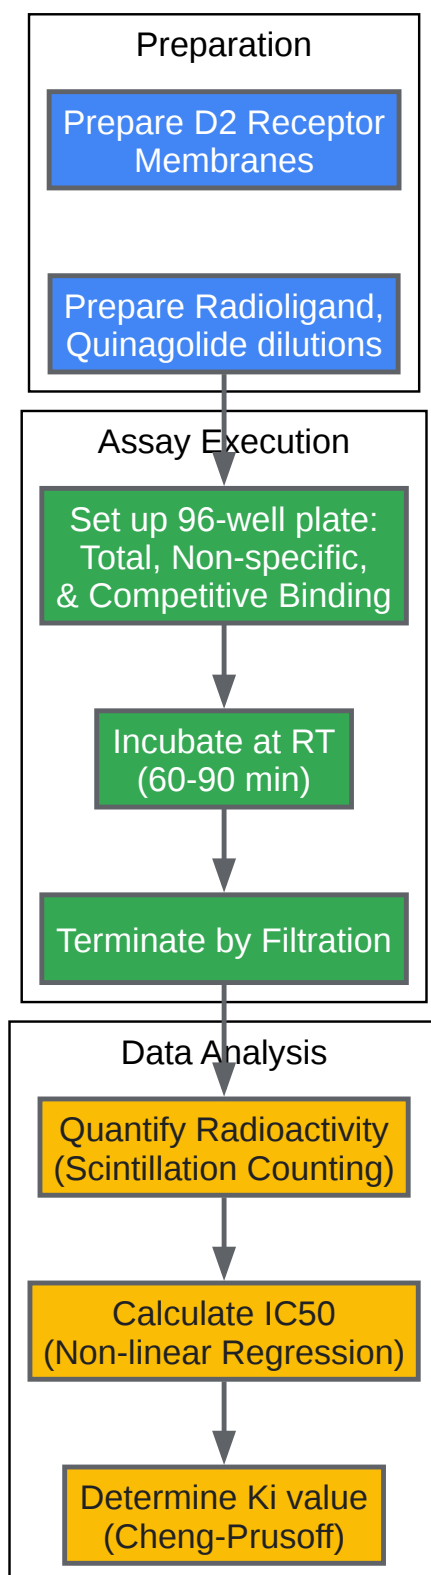 Preparation
Prepare D2 Receptor
Membranes
Prepare Radioligand,
Quinagolide dilutions
Assay Execution
Set up 96-well plate:
Total, Non-specific,
& Competitive Binding
Incubate at RT
(60-90 min)
Terminate by Filtration
Data Analysis
Quantify Radioactivity
(Scintillation Counting)
Calculate IC50
(Non-linear Regression)
Determine Ki value
(Cheng-Prusoff)